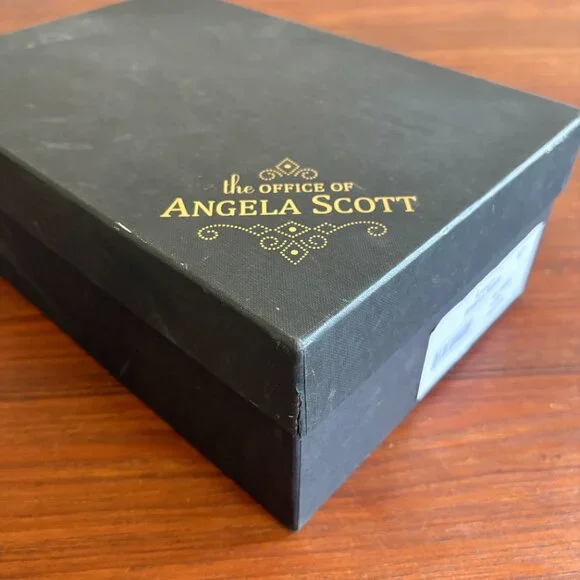 the OFFICE OF
ANGELA SCOTT